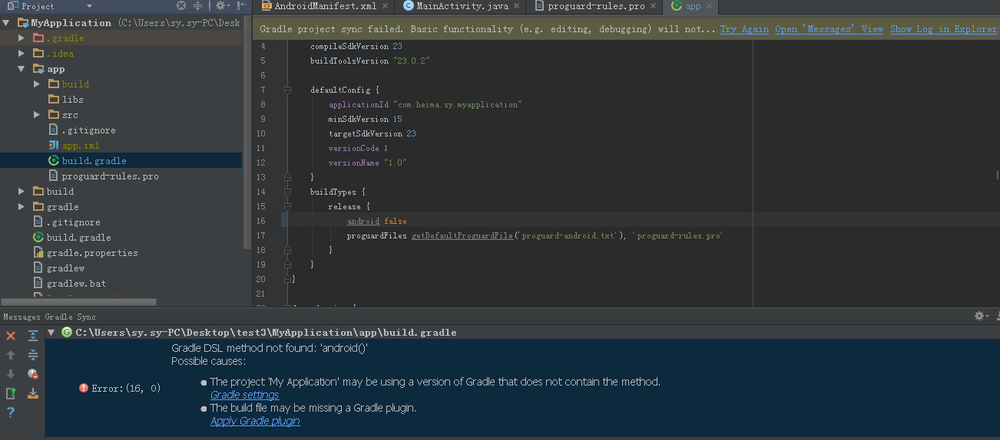 Project
AndroidManifest.xml
MainActivity.java
proguard-rules.pro
app
MyApplication (C:\Users\sy.sy-PC\Desk
.gradle
.idea
app
build
libs
src
.gitignore
app.iml
build.gradle
proguard-rules.pro
build
gradle
.gitignore
build.gradle
gradle.properties
gradlew
gradlew.bat
Gradle project sync failed. Basic functionality (e.g. editing, debugging) will not... Try Again Open 'Messages' View Show Log in Explorer
4 compileSdkVersion 23
5 buildToolsVersion "23.0.2"
6
7 defaultConfig {
8 applicationId "com.heima.sy.myapplication"
9 minSdkVersion 15
10 targetSdkVersion 23
11 versionCode 1
12 versionName "1.0"
13 }
14 buildTypes {
15 release {
16 android false
17 proguardFiles getDefaultProguardFile('proguard-android.txt'), 'proguard-rules.pro'
18 }
19 }
20 }
21
Messages Gradle Sync
C:\Users\sy.sy-PC\Desktop\test3\MyApplication\app\build.gradle
Error:(16, 0)
Gradle DSL method not found: 'android()'
Possible causes:
The project 'My Application' may be using a version of Gradle that does not contain the method.
Gradle settings
The build file may be missing a Gradle plugin.
Apply Gradle plugin